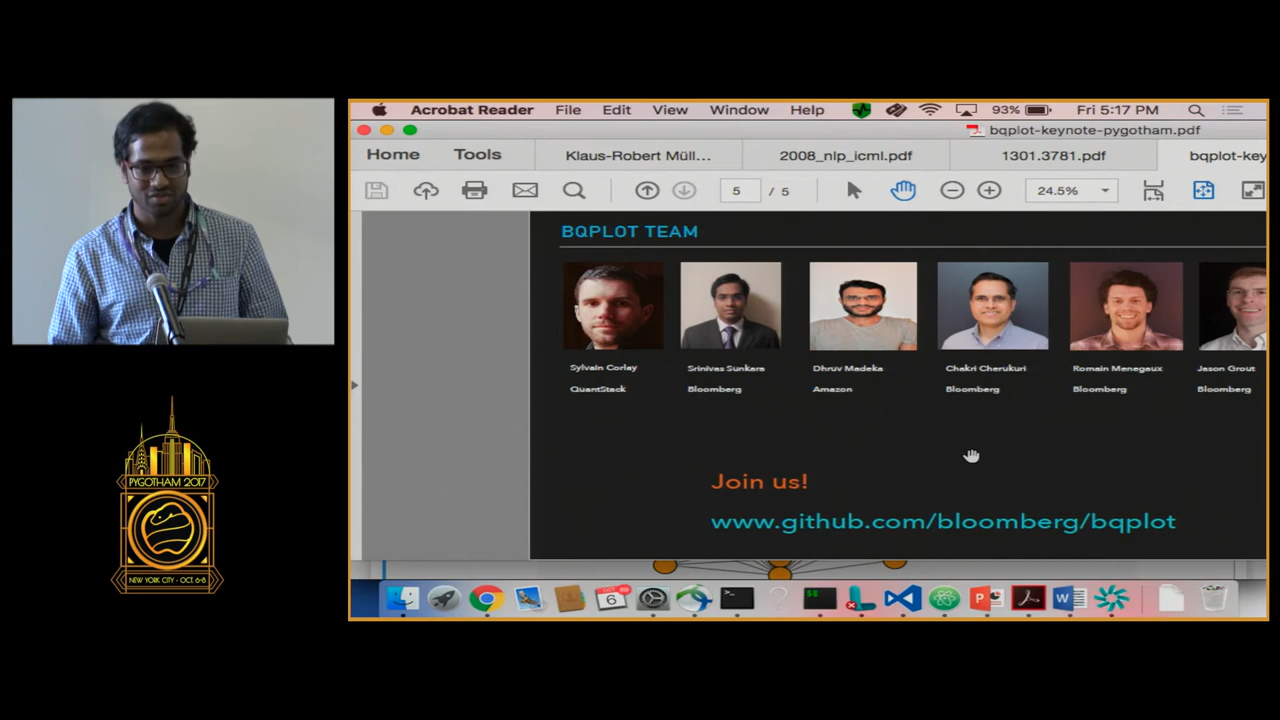 Acrobat Reader File Edit View Window Help 93% Fri 5:17 PM
bqplot-keynote-pygotham.pdf
Home Tools Klaus-Robert Müll... 2008_nlp_icml.pdf 1301.3781.pdf bqplot-key
5 / 5 24.5%
BQPLOT TEAM
Sylvain Corlay Srinivas Sunkara Dhruv Madeka Chakri Cherukuri Romain Menegaux Jason Grout
QuantStack Bloomberg Amazon Bloomberg Bloomberg Bloomberg
Join us!
www.github.com/bloomberg/bqplot
PYGOTHAM 2017
NEW YORK CITY - OCT. 6-8
OCT
6